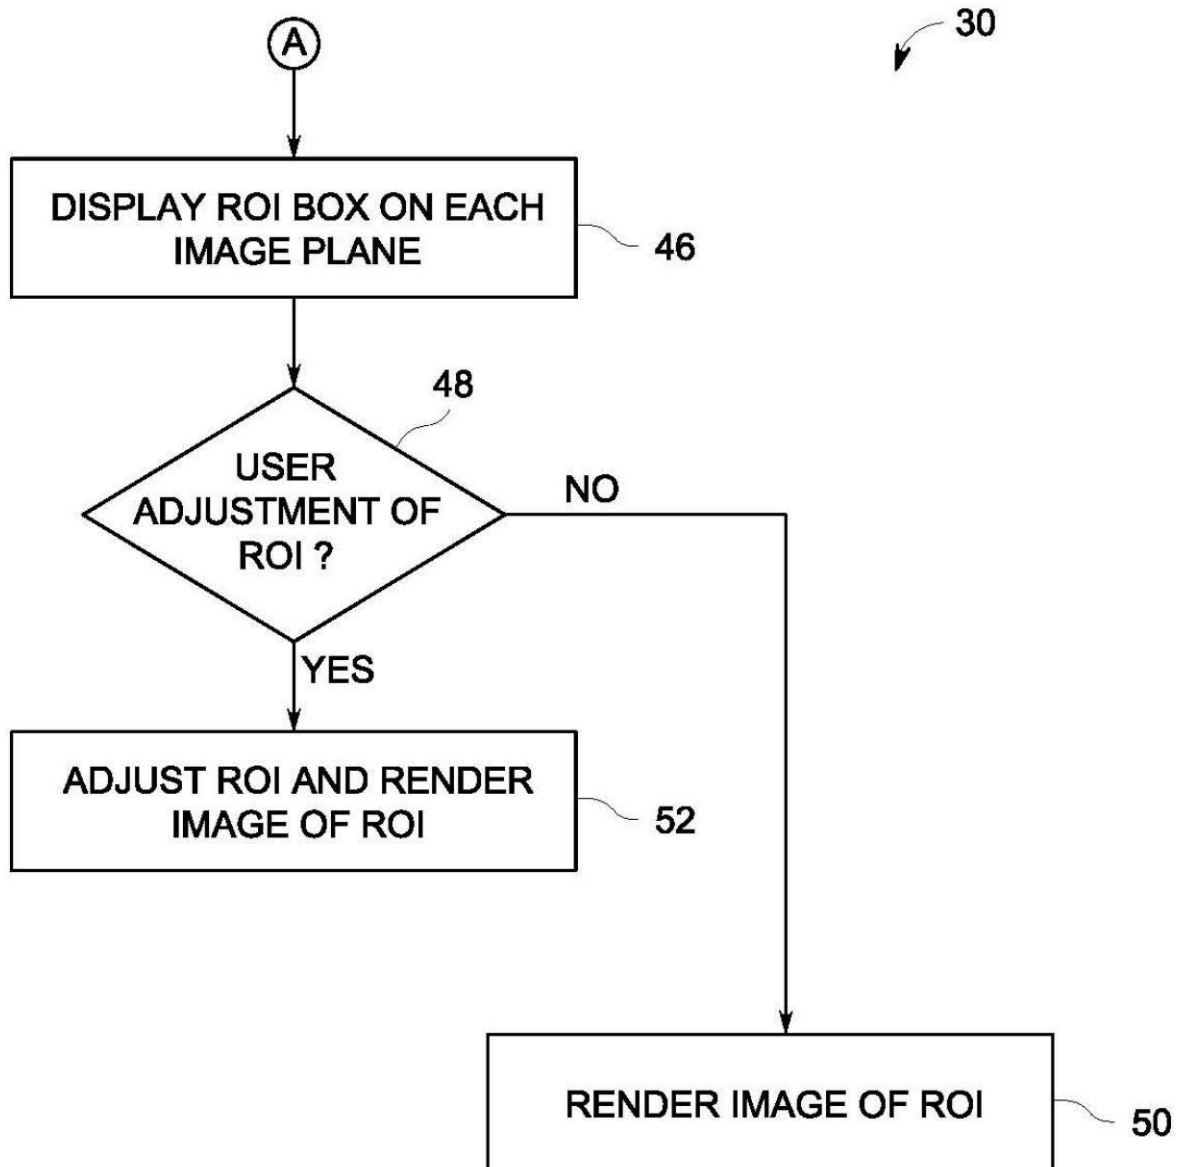 A
30
DISPLAY ROI BOX ON EACH
IMAGE PLANE
46
48
USER
ADJUSTMENT OF
ROI ?
NO
YES
ADJUST ROI AND RENDER
IMAGE OF ROI
52
RENDER IMAGE OF ROI
50